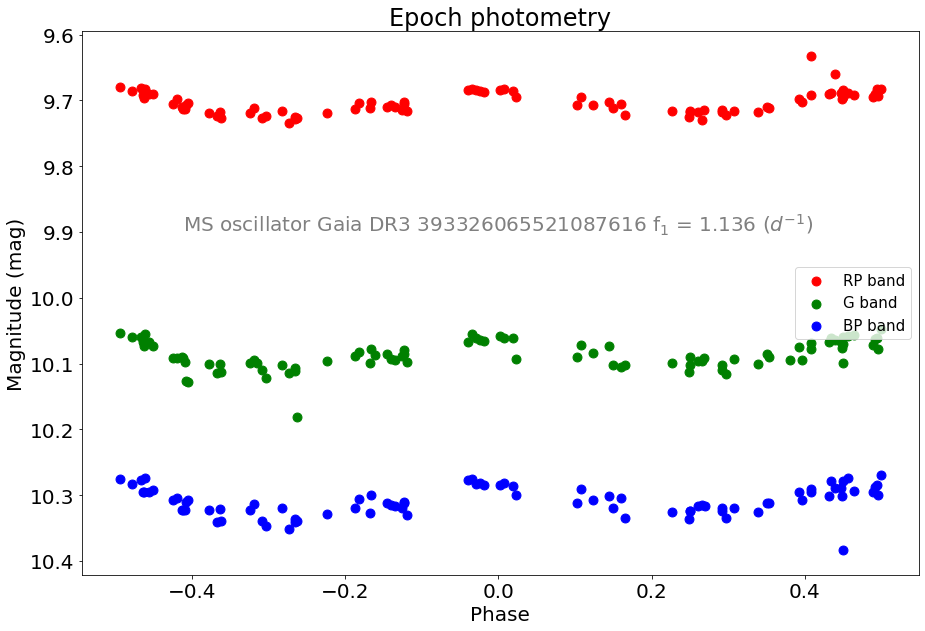 Epoch photometry
9.6
9.7
9.8
9.9
10.0
10.1
10.2
10.3
10.4
Magnitude (mag)
MS oscillator Gaia DR3 3933260655210876​16 f₁ = 1.136 (d⁻¹)
RP band
G band
BP band
−0.4
−0.2
0.0
0.2
0.4
Phase